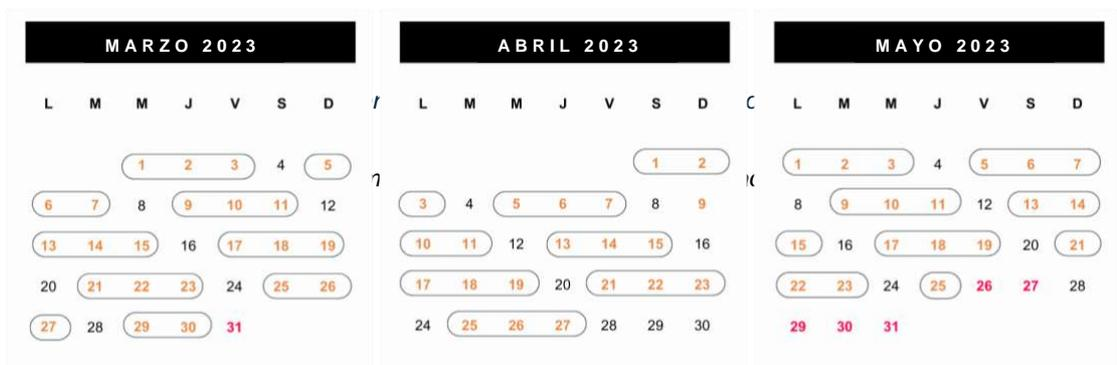 MARZO 2023
L M M J V S D
1 2 3 4 5
6 7 8 9 10 11 12
13 14 15 16 17 18 19
20 21 22 23 24 25 26
27 28 29 30 31
ABRIL 2023
L M M J V S D
1 2
3 4 5 6 7 8 9
10 11 12 13 14 15 16
17 18 19 20 21 22 23
24 25 26 27 28 29 30
MAYO 2023
L M M J V S D
1 2 3 4 5 6 7
8 9 10 11 12 13 14
15 16 17 18 19 20 21
22 23 24 25 26 27 28
29 30 31